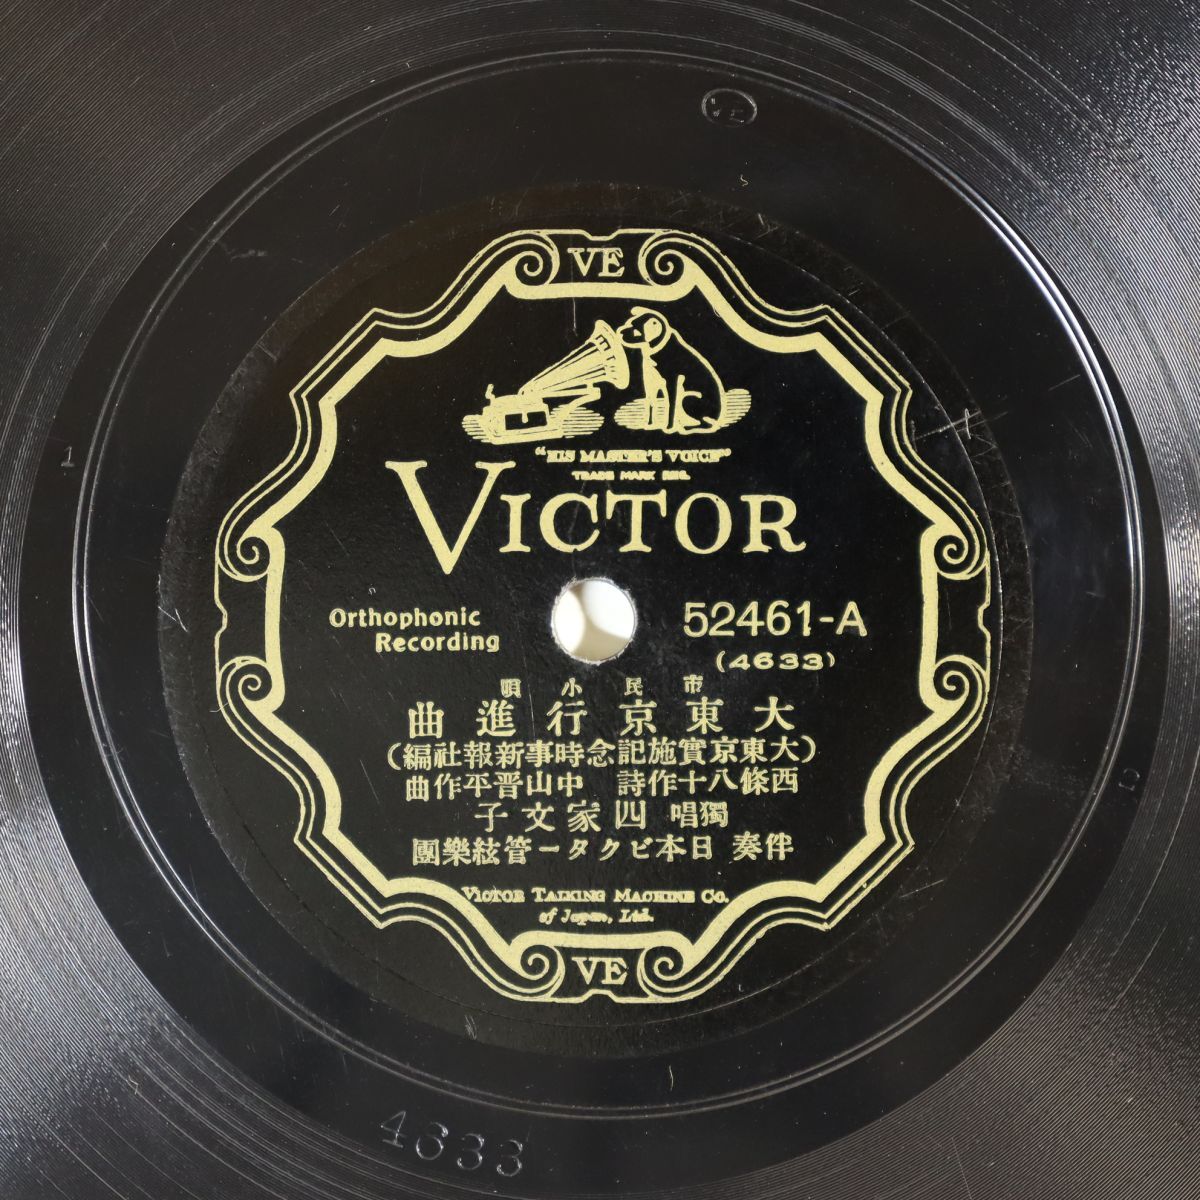 VE
VE
"HIS MASTER'S VOICE"
TRADE MARK REG.
VICTOR
Orthophonic
Recording
52461-A
(4633)
市民小唄
大東京行進曲
(大東京實施記念時事新報社編)
西條八十作詩 中山晋平作曲
獨唱 四家文子
伴奏 日本ビクター管絃樂團
VICTOR TALKING MACHINE CO.
of Japan, Ltd.
VE
4633
1